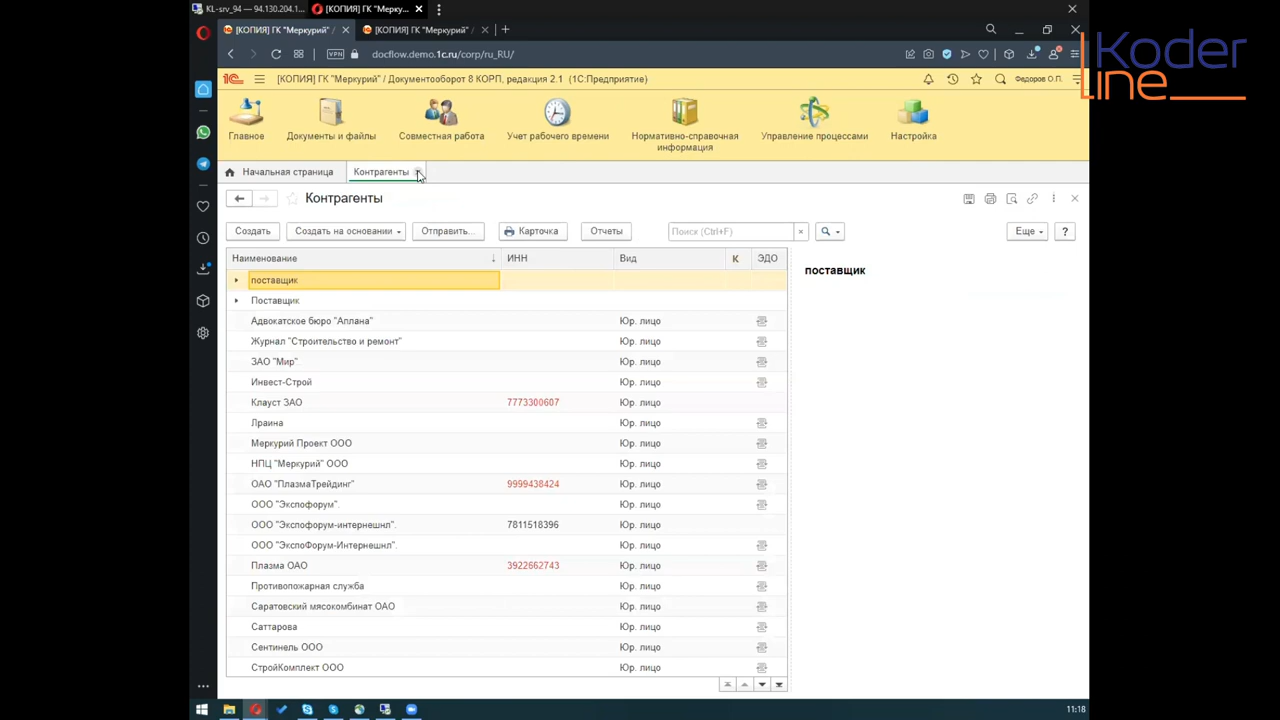 KL-srv_94 — 94.130.204.1...
[КОПИЯ] ГК "Мерку...
Koder
Line
[КОПИЯ] ГК "Меркурий" /
[КОПИЯ] ГК "Меркурий" /
VPN
docflow.demo.1c.ru/corp/ru_RU/
[КОПИЯ] ГК "Меркурий" / Документооборот 8 КОРП, редакция 2.1 (1С:Предприятие)
Федоров О.П.
Главное
Документы и файлы
Совместная работа
Учет рабочего времени
Нормативно-справочная
информация
Управление процессами
Настройка
Начальная страница
Контрагенты
Контрагенты
Создать
Создать на основании
Отправить...
Карточка
Отчеты
Поиск (Ctrl+F)
Еще
?
Наименование ↓ ИНН Вид К ЭДО
поставщик
поставщик
Поставщик
Адвокатское бюро "Аплана" Юр. лицо
Журнал "Строительство и ремонт" Юр. лицо
ЗАО "Мир" Юр. лицо
Инвест-Строй Юр. лицо
Клауст ЗАО 7773300607 Юр. лицо
Лраина Юр. лицо
Меркурий Проект ООО Юр. лицо
НПЦ "Меркурий" ООО Юр. лицо
ОАО "ПлазмаТрейдинг" 9999438424 Юр. лицо
ООО "Экспофорум". Юр. лицо
ООО "Экспофорум-интернешнл". 7811518396 Юр. лицо
ООО "ЭкспоФорум-Интернешнл". Юр. лицо
Плазма ОАО 3922662743 Юр. лицо
Противопожарная служба Юр. лицо
Саратовский мясокомбинат ОАО Юр. лицо
Саттарова Юр. лицо
Сентинель ООО Юр. лицо
СтройКомплект ООО Юр. лицо
11:18